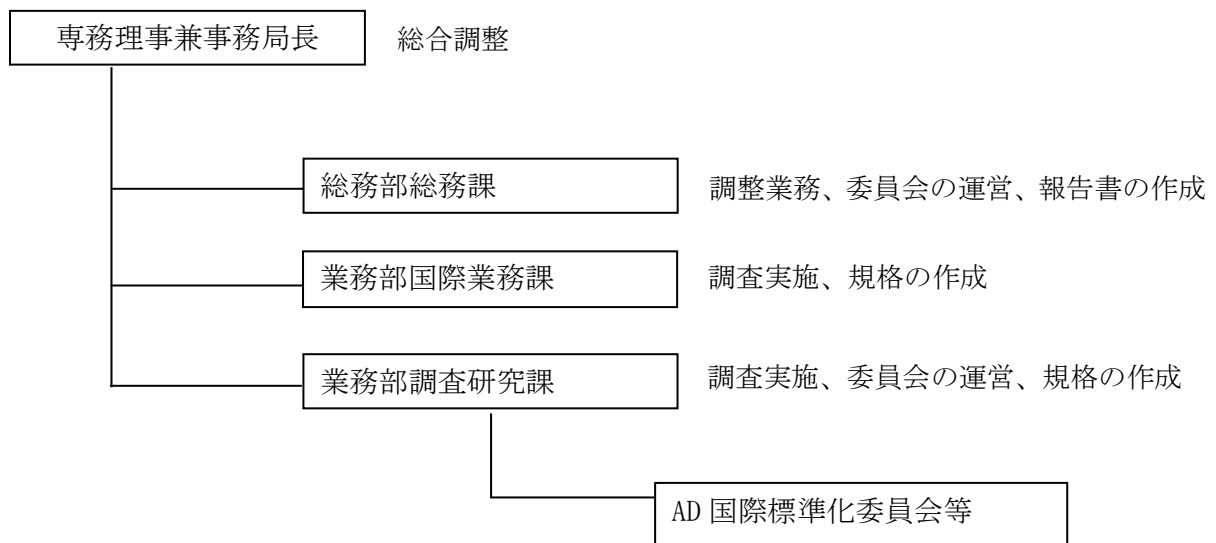 専務理事兼事務局長 総合調整
総務部総務課 調整業務、委員会の運営、報告書の作成
業務部国際業務課 調査実施、規格の作成
業務部調査研究課 調査実施、委員会の運営、規格の作成
AD 国際標準化委員会等